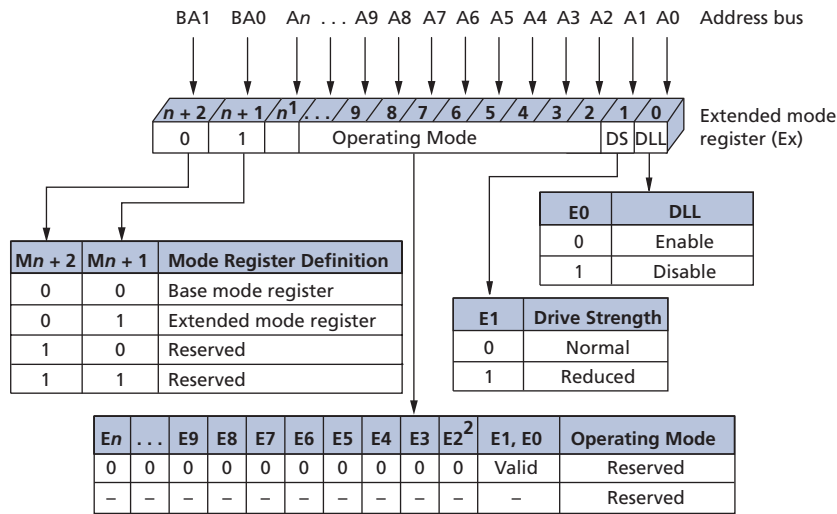 BA1 BA0 An . . . A9 A8 A7 A6 A5 A4 A3 A2 A1 A0 Address bus
n + 2 n + 1 n1 . . . 9 8 7 6 5 4 3 2 1 0 Extended mode
register (Ex)
0 1 Operating Mode DS DLL
E0 DLL
0 Enable
1 Disable
Mn + 2 Mn + 1 Mode Register Definition
0 0 Base mode register
0 1 Extended mode register
1 0 Reserved
1 1 Reserved
E1 Drive Strength
0 Normal
1 Reduced
En . . . E9 E8 E7 E6 E5 E4 E3 E2² E1, E0 Operating Mode
0 0 0 0 0 0 0 0 0 0 Valid Reserved
– – – – – – – – – – – Reserved